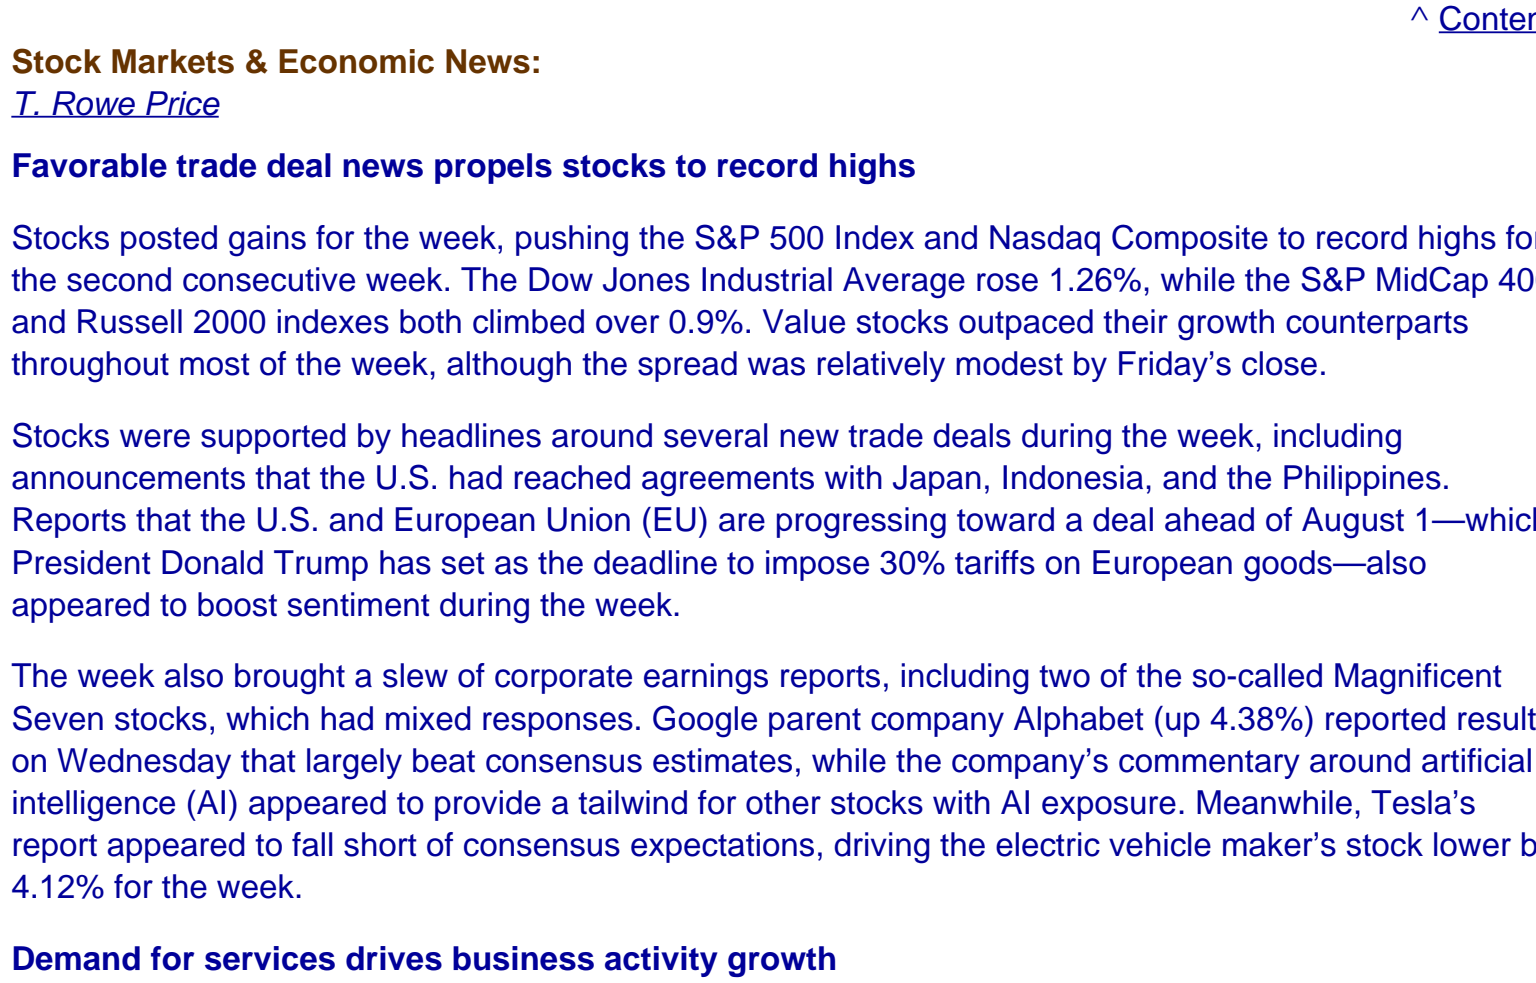 ^ Conten
Stock Markets & Economic News:
T. Rowe Price
Favorable trade deal news propels stocks to record highs
Stocks posted gains for the week, pushing the S&P 500 Index and Nasdaq Composite to record highs for
the second consecutive week. The Dow Jones Industrial Average rose 1.26%, while the S&P MidCap 40
and Russell 2000 indexes both climbed over 0.9%. Value stocks outpaced their growth counterparts
throughout most of the week, although the spread was relatively modest by Friday’s close.
Stocks were supported by headlines around several new trade deals during the week, including
announcements that the U.S. had reached agreements with Japan, Indonesia, and the Philippines.
Reports that the U.S. and European Union (EU) are progressing toward a deal ahead of August 1—which
President Donald Trump has set as the deadline to impose 30% tariffs on European goods—also
appeared to boost sentiment during the week.
The week also brought a slew of corporate earnings reports, including two of the so-called Magnificent
Seven stocks, which had mixed responses. Google parent company Alphabet (up 4.38%) reported result
on Wednesday that largely beat consensus estimates, while the company’s commentary around artificial
intelligence (AI) appeared to provide a tailwind for other stocks with AI exposure. Meanwhile, Tesla’s
report appeared to fall short of consensus expectations, driving the electric vehicle maker’s stock lower b
4.12% for the week.
Demand for services drives business activity growth